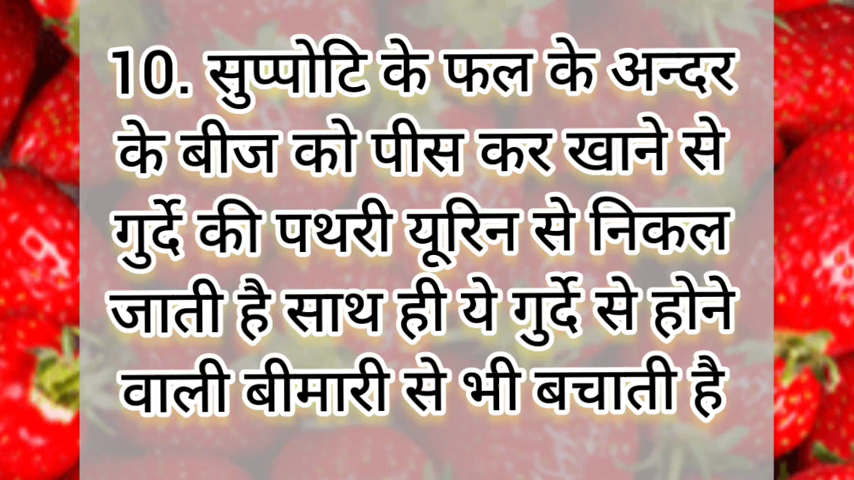 10. सुप्पोटि के फल के अन्दर
के बीज को पीस कर खाने से
गुर्दे की पथरी यूरिन से निकल
जाती है साथ ही ये गुर्दे से होने
वाली बीमारी से भी बचाती है